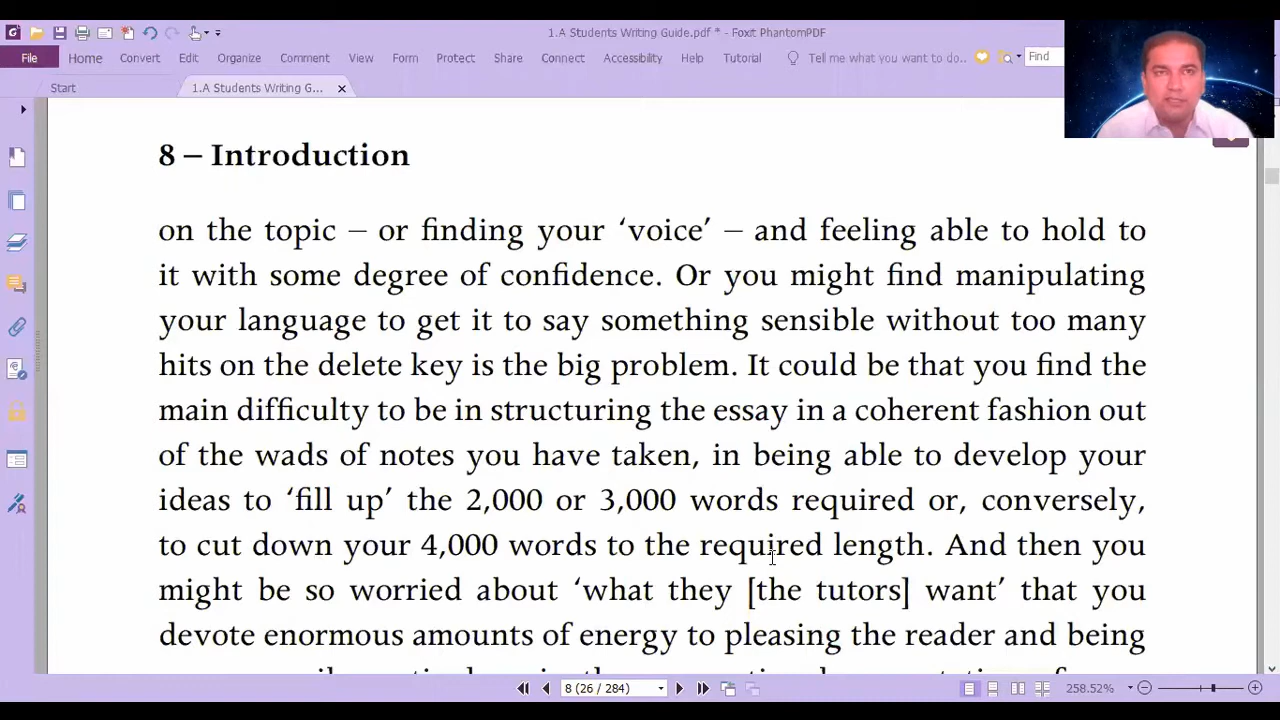 1.A Students Writing Guide.pdf * - Foxit PhantomPDF
File Home Convert Edit Organize Comment View Form Protect Share Connect Accessibility Help Tutorial Tell me what you want to do.. Find
Start 1.A Students Writing G...
8 – Introduction
on the topic – or finding your ‘voice’ – and feeling able to hold to
it with some degree of confidence. Or you might find manipulating
your language to get it to say something sensible without too many
hits on the delete key is the big problem. It could be that you find the
main difficulty to be in structuring the essay in a coherent fashion out
of the wads of notes you have taken, in being able to develop your
ideas to ‘fill up’ the 2,000 or 3,000 words required or, conversely,
to cut down your 4,000 words to the required length. And then you
might be so worried about ‘what they [the tutors] want’ that you
devote enormous amounts of energy to pleasing the reader and being
8 (26 / 284) 258.52%